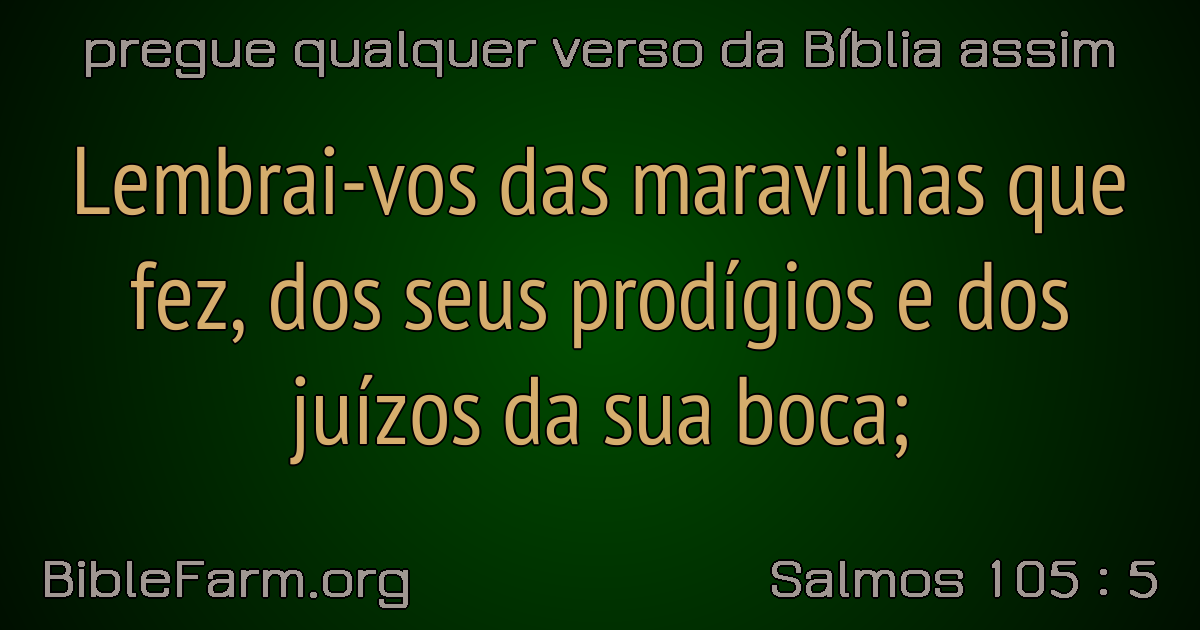 pregue qualquer verso da Bíblia assim
Lembrai-vos das maravilhas que
fez, dos seus prodígios e dos
juízos da sua boca;
BibleFarm.org
Salmos 105 : 5